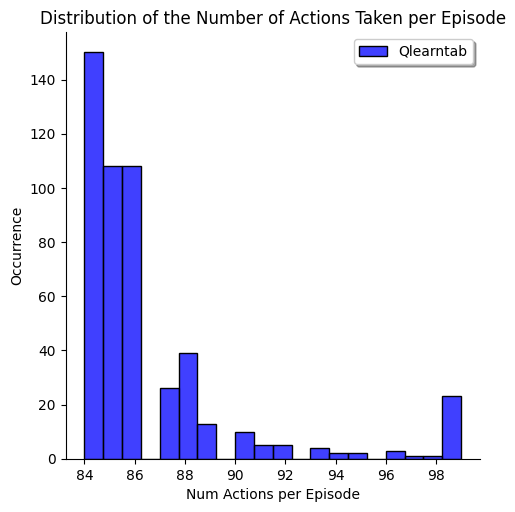 Distribution of the Number of Actions Taken per Episode
Qlearntab
140
120
100
80
60
40
20
0
Occurrence
84 86 88 90 92 94 96 98
Num Actions per Episode